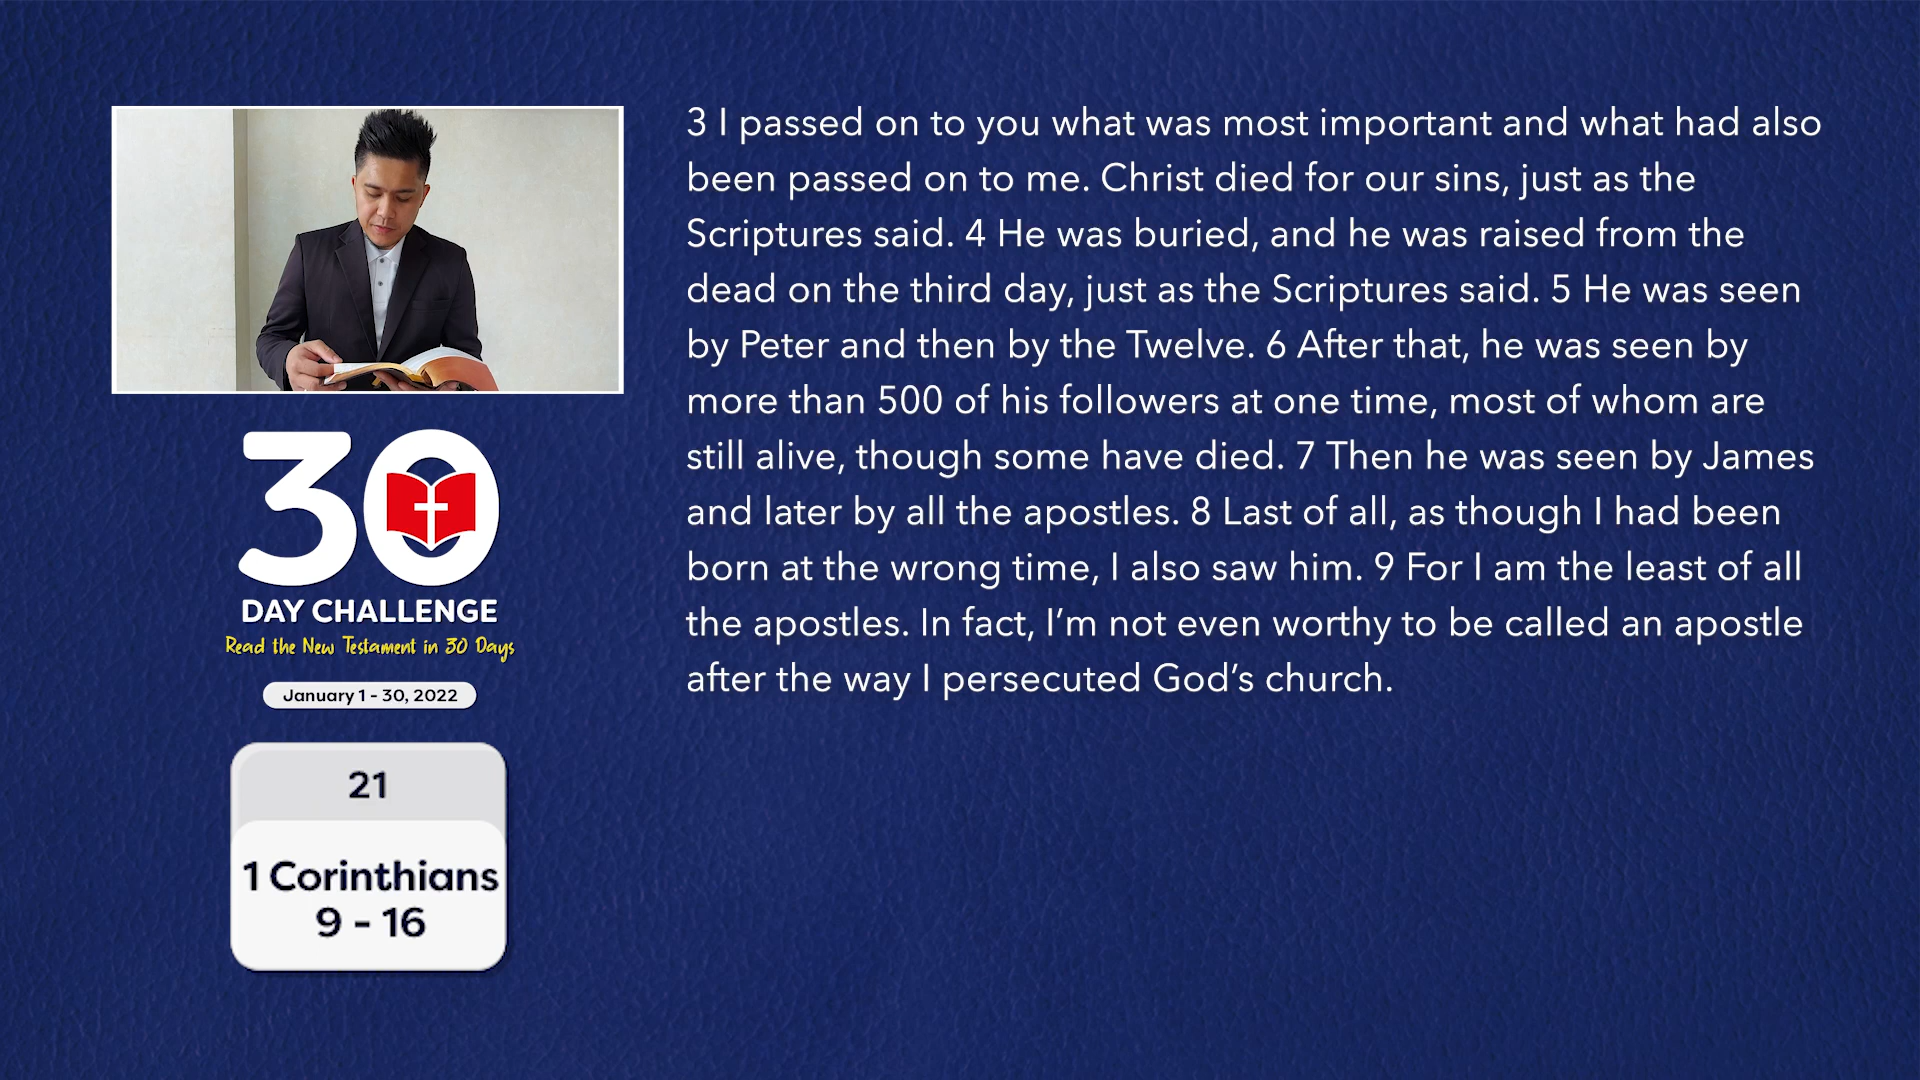 3 I passed on to you what was most important and what had also
been passed on to me. Christ died for our sins, just as the
Scriptures said. 4 He was buried, and he was raised from the
dead on the third day, just as the Scriptures said. 5 He was seen
by Peter and then by the Twelve. 6 After that, he was seen by
more than 500 of his followers at one time, most of whom are
still alive, though some have died. 7 Then he was seen by James
and later by all the apostles. 8 Last of all, as though I had been
born at the wrong time, I also saw him. 9 For I am the least of all
the apostles. In fact, I’m not even worthy to be called an apostle
after the way I persecuted God’s church.
30
DAY CHALLENGE
Read the New Testament in 30 Days
January 1 - 30, 2022
21
1 Corinthians
9 - 16